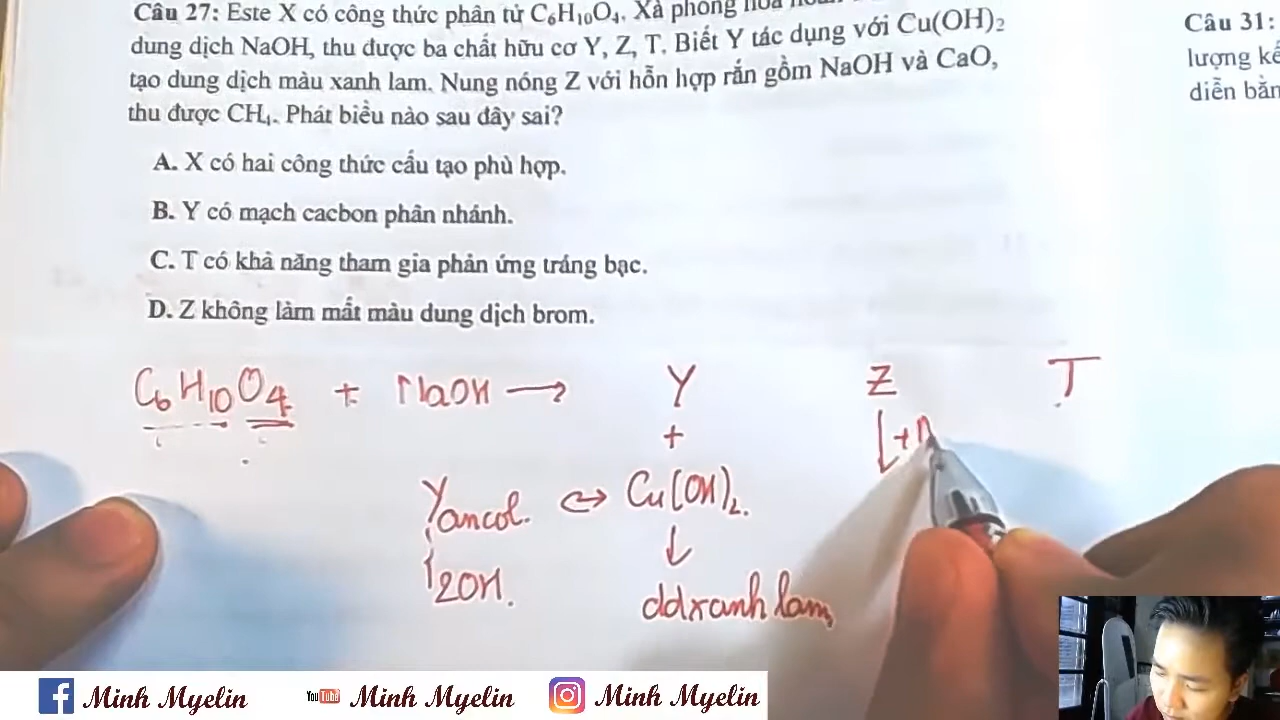 Câu 27: Este X có công thức phân tử C₆H₁₀O₄. Xà phòng hóa
dung dịch NaOH, thu được ba chất hữu cơ Y, Z, T. Biết Y tác dụng với Cu(OH)₂
tạo dung dịch màu xanh lam. Nung nóng Z với hỗn hợp rắn gồm NaOH và CaO,
thu được CH₄. Phát biểu nào sau đây sai?
A. X có hai công thức cấu tạo phù hợp.
B. Y có mạch cacbon phân nhánh.
C. T có khả năng tham gia phản ứng tráng bạc.
D. Z không làm mất màu dung dịch brom.
Câu 31:
lượng kế
diễn bằn
C₆H₁₀O₄ + NaOH → Y Z T
+
Yancol. ↔ Cu(OH)₂.
↓
2OH. ddxanh lam,
Minh Myelin
YouTube Minh Myelin
Minh Myelin